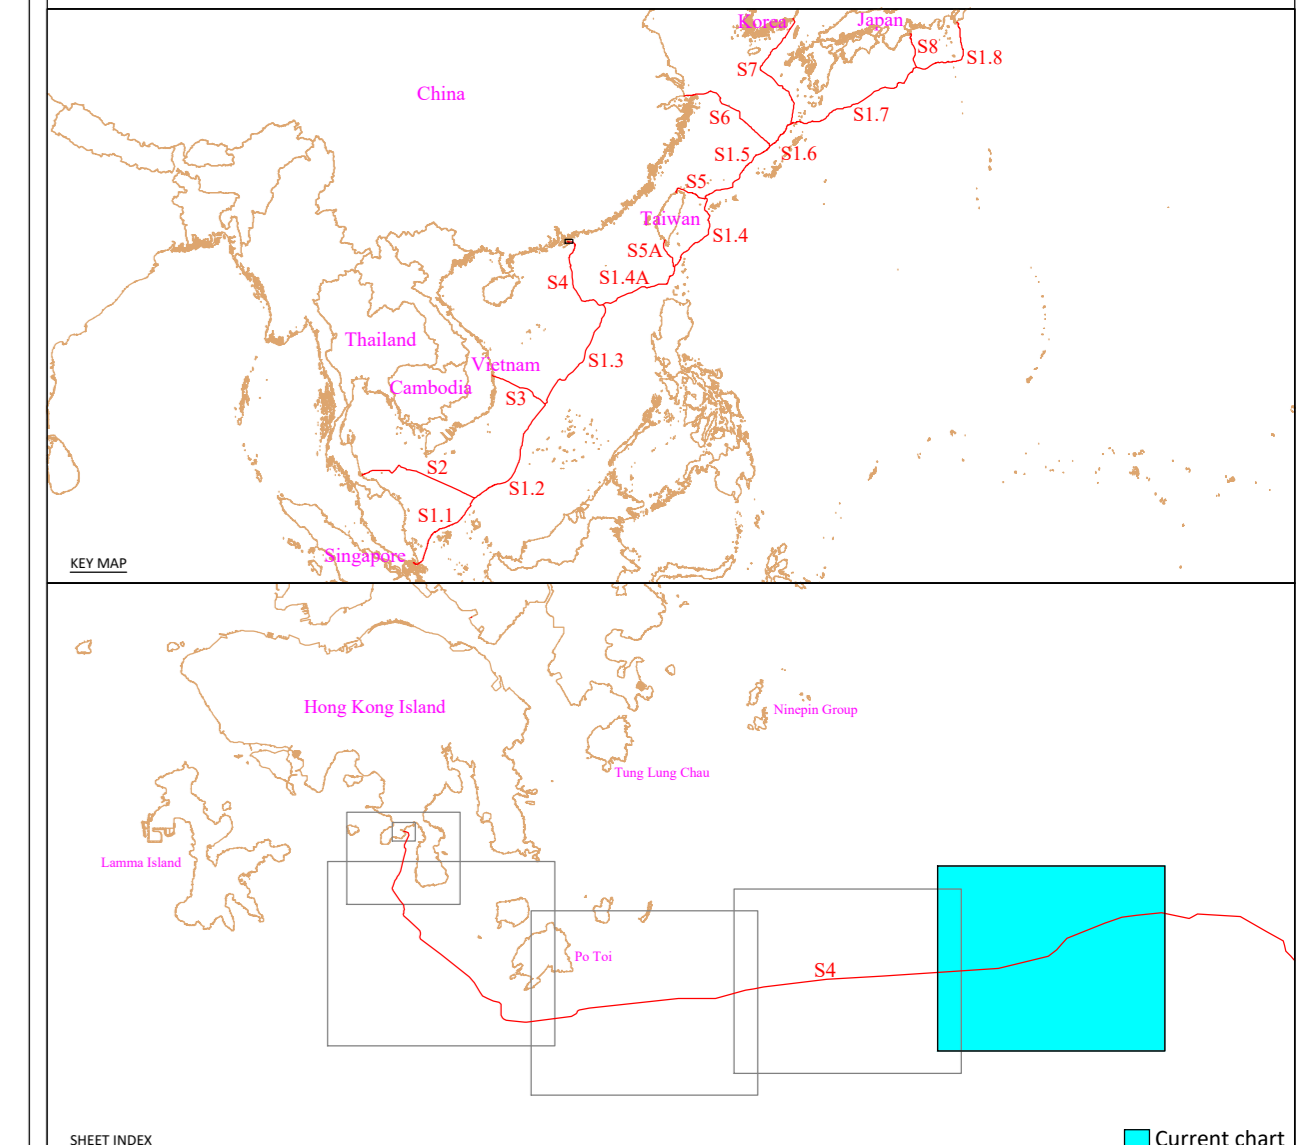 Korea
Japan
S8
S1.8
S7
China
S6
S1.7
S1.5
S1.6
S5
Taiwan
S1.4
S5A
S4
S1.4A
Thailand
Vietnam
S1.3
Cambodia
S3
S2
S1.2
S1.1
Singapore
KEY MAP
Hong Kong Island
Ninepin Group
Tung Lung Chau
Lamma Island
Po Toi
S4
SHEET INDEX
Current chart